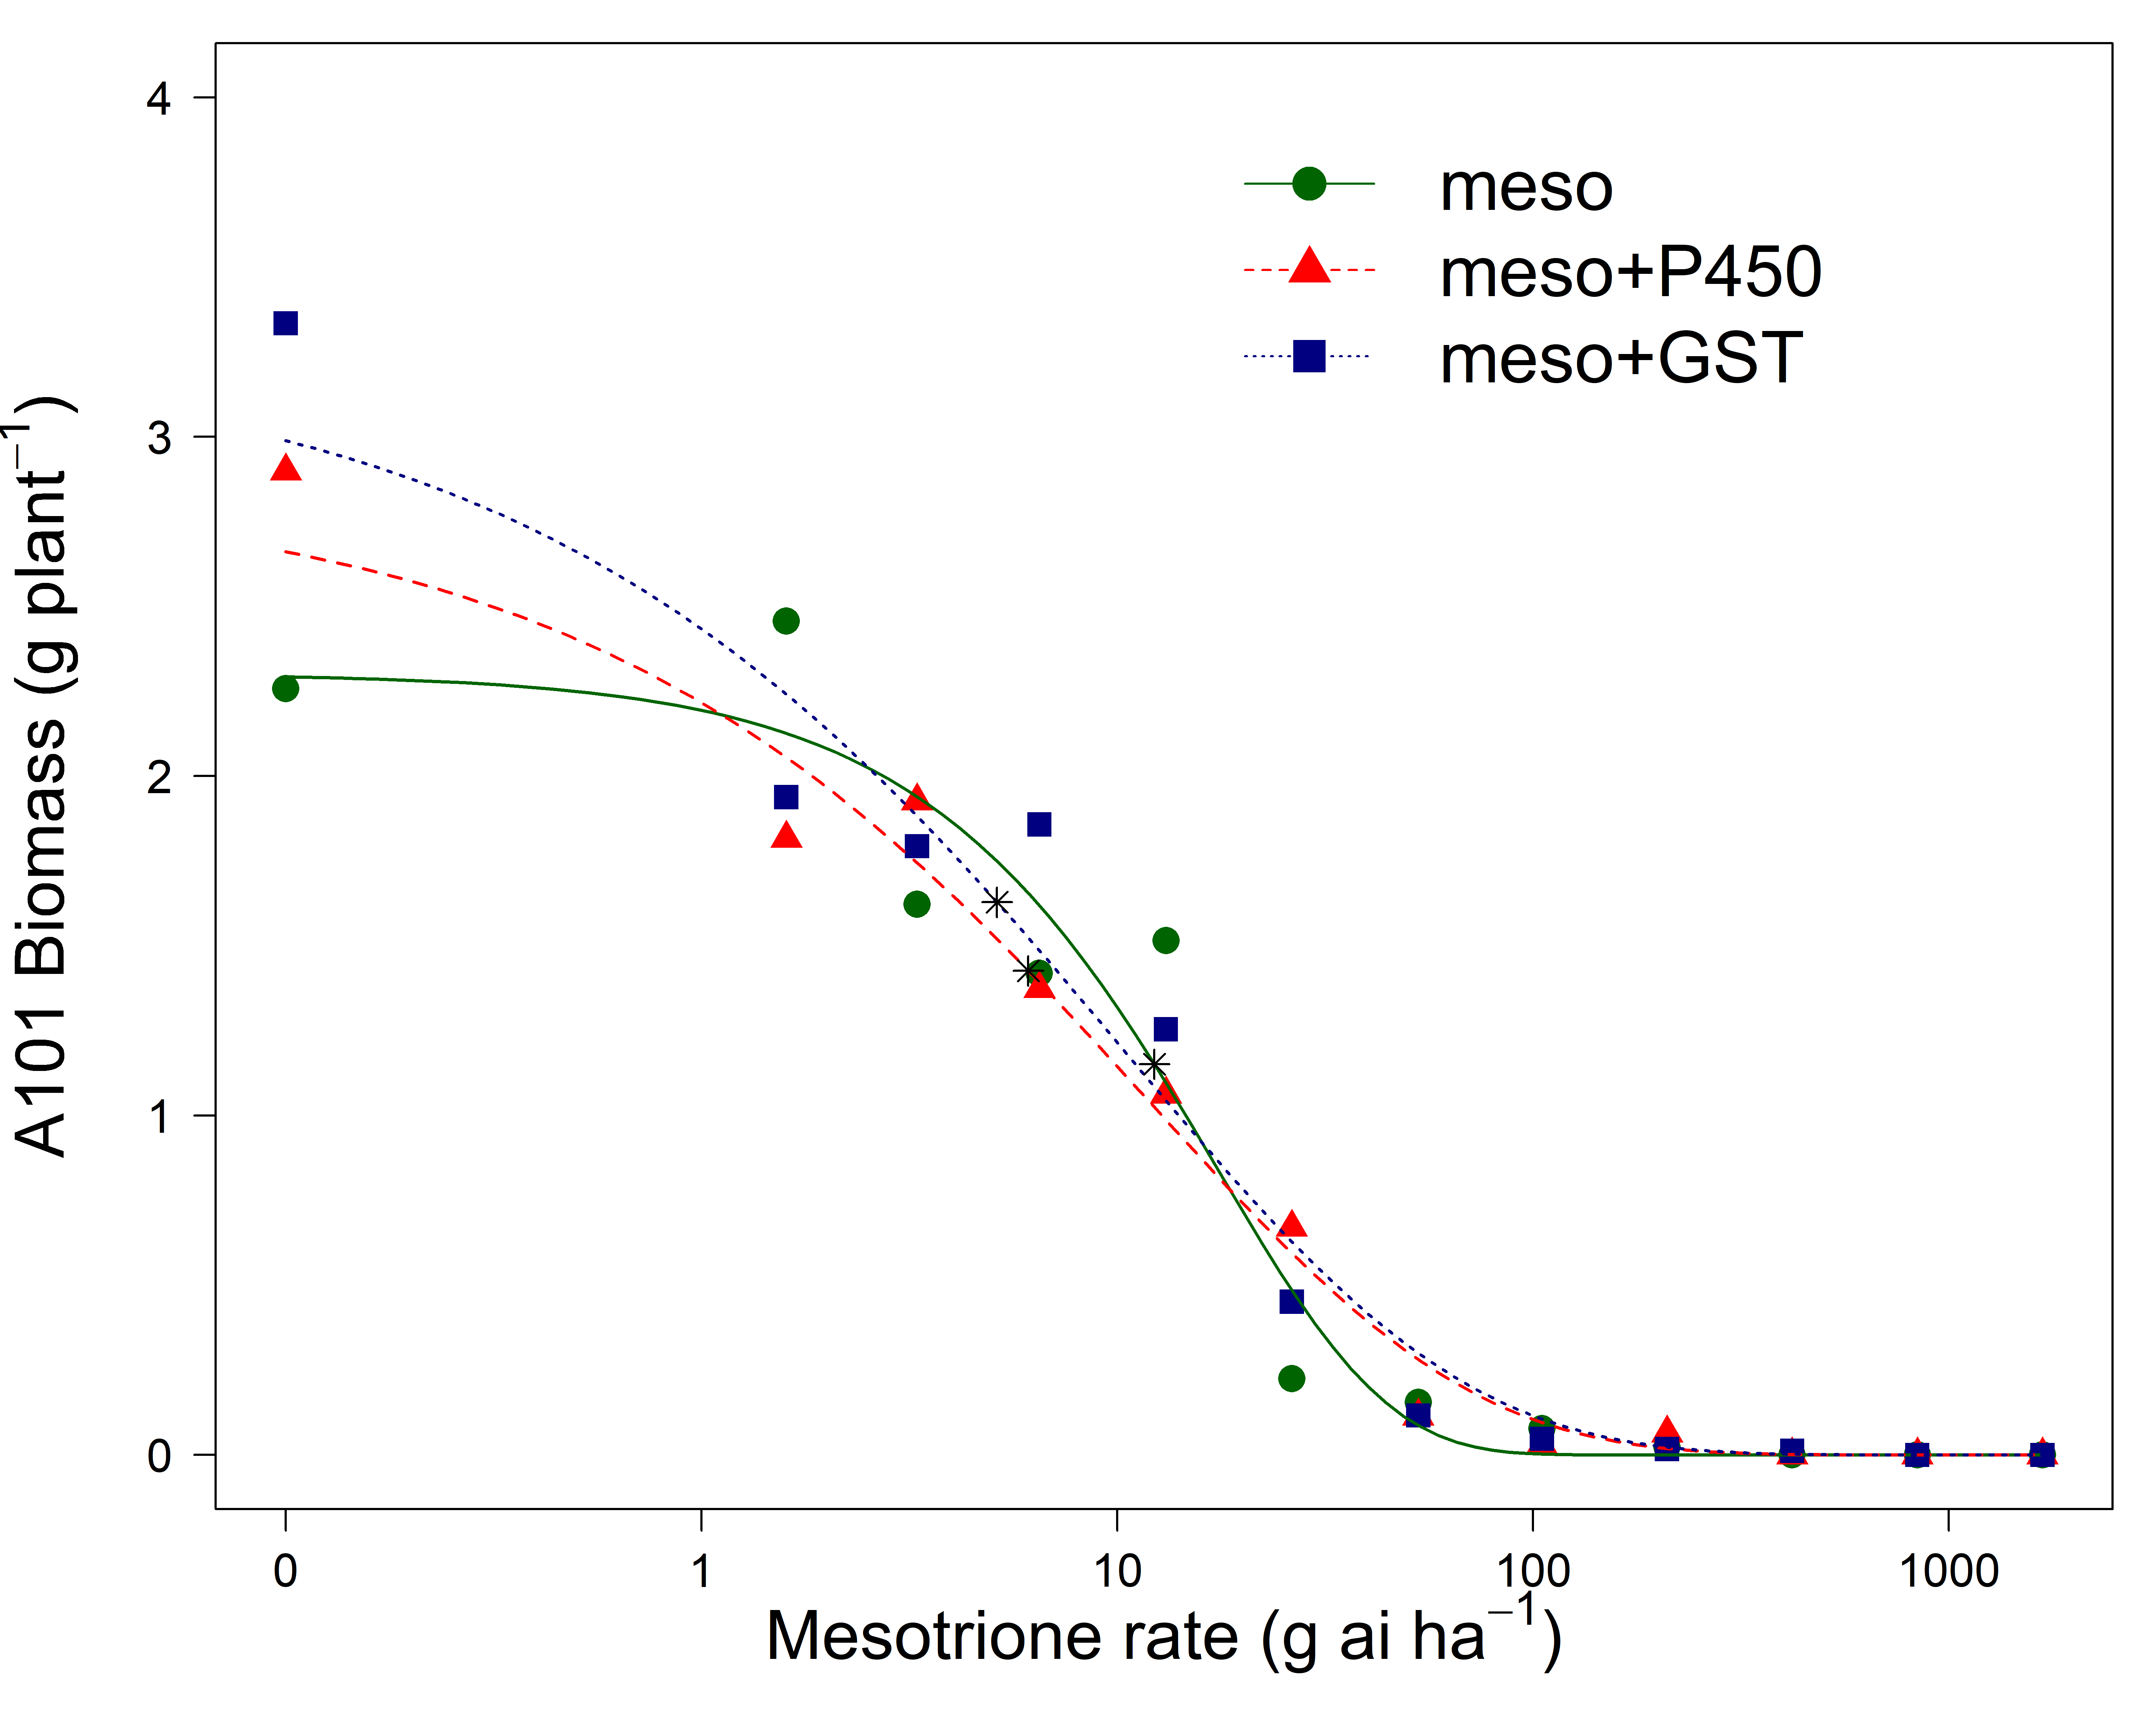 4
3
2
1
0
A101 Biomass (g plant⁻¹)
meso
meso+P450
meso+GST
0 1 10 100 1000
Mesotrione rate (g ai ha⁻¹)